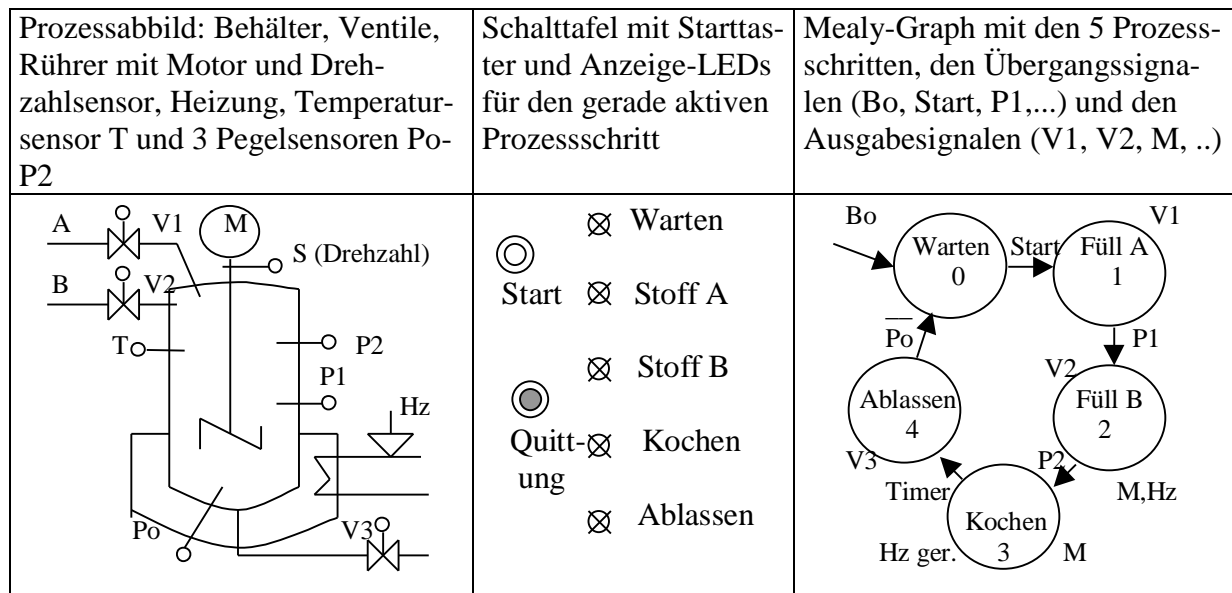 Prozessabbild: Behälter, Ventile,
Rührer mit Motor und Dreh-
zahlsensor, Heizung, Temperatur-
sensor T und 3 Pegelsensoren Po-
P2
Schalttafel mit Starttas-
ter und Anzeige-LEDs
für den gerade aktiven
Prozessschritt
Mealy-Graph mit den 5 Prozess-
schritten, den Übergangssigna-
len (Bo, Start, P1,...) und den
Ausgabesignalen (V1, V2, M, ..)
A
V1
M
S (Drehzahl)
B
V2
T
P2
P1
Hz
Po
V3
Warten
Start
Stoff A
Stoff B
Quitt-
ung
Kochen
Ablassen
Bo
Warten
0
Start
V1
Füll A
1
P1
Po
V2
Füll B
2
Ablassen
4
V3
P2
M,Hz
Timer
Kochen
3
Hz ger.
M